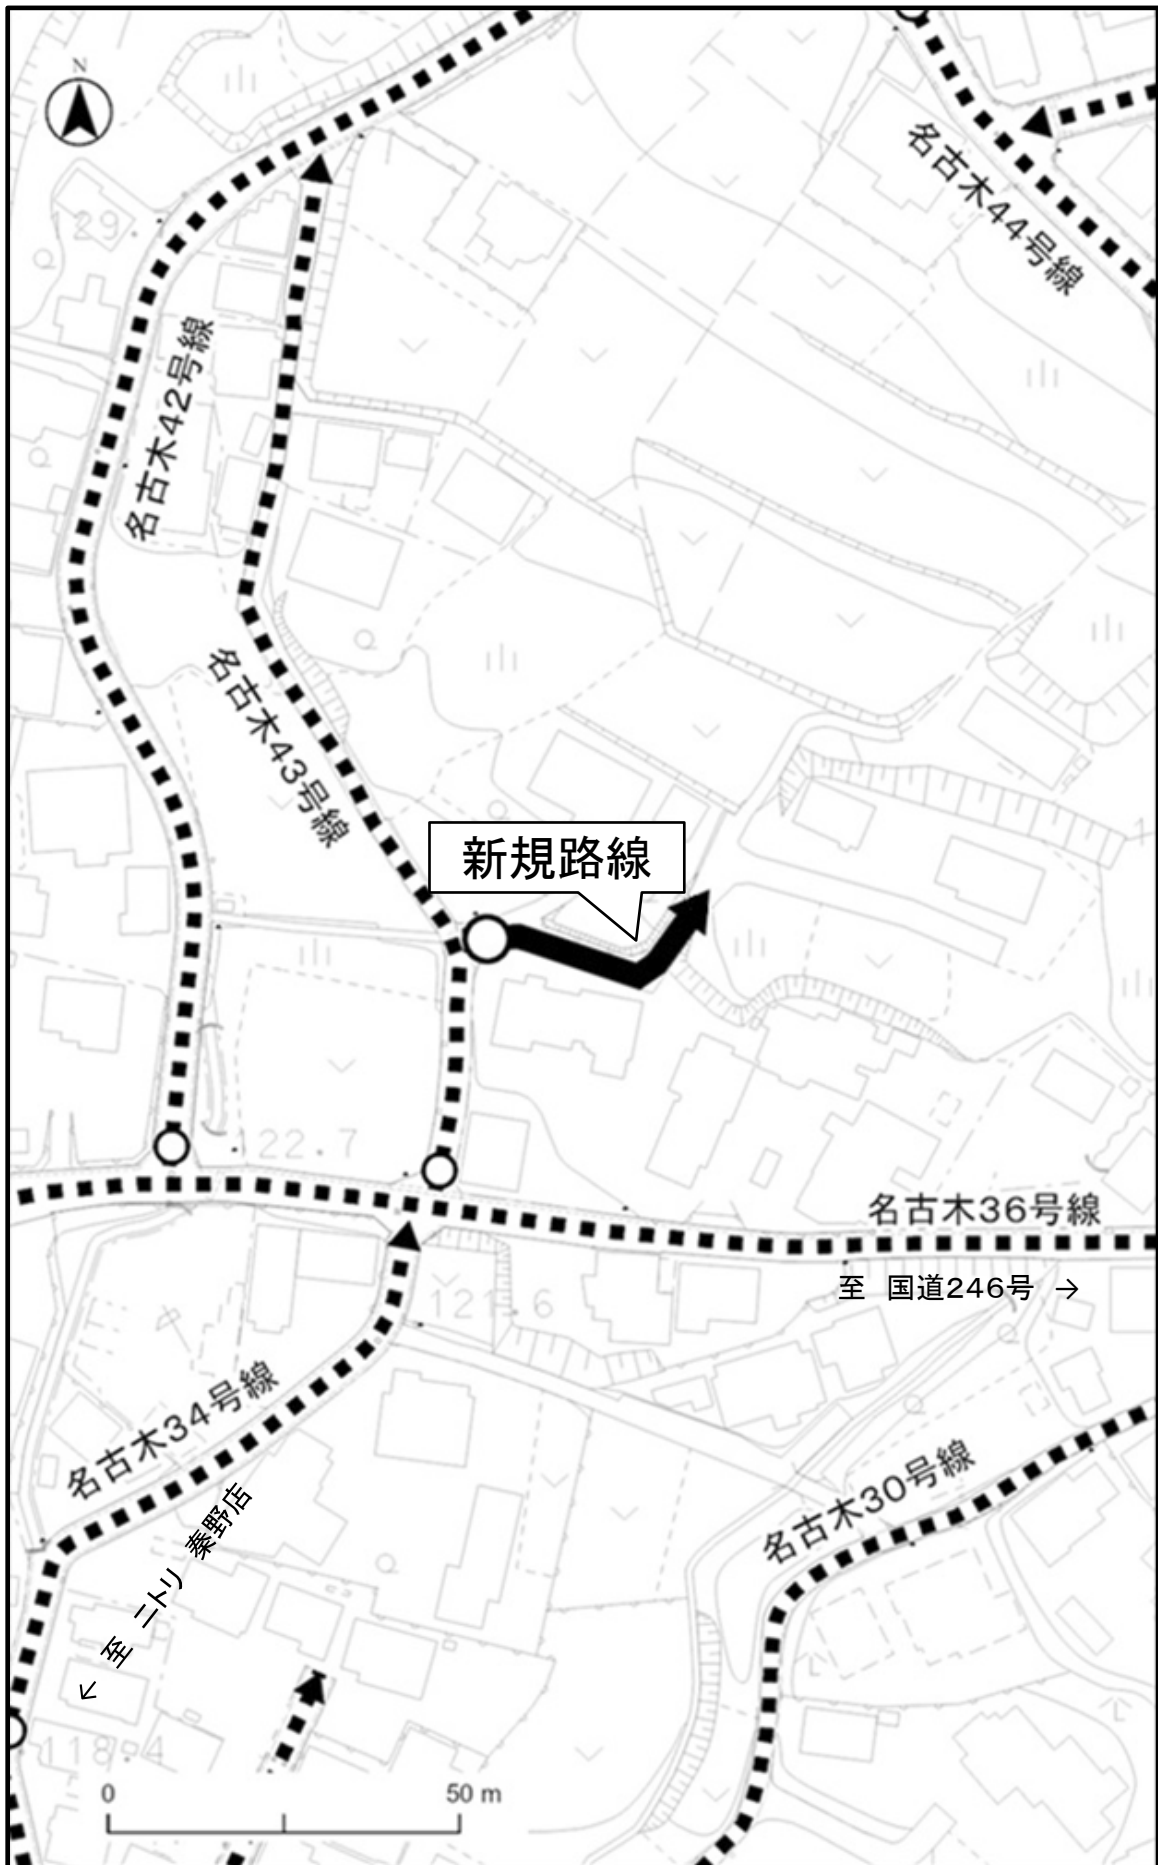 N
名古木44号線
129
名古木42号線
名古木43号線
新規路線
122.7
名古木36号線
至 国道246号 →
121.6
名古木34号線
← 至 ニトリ 秦野店
名古木30号線
118.4
0 50 m